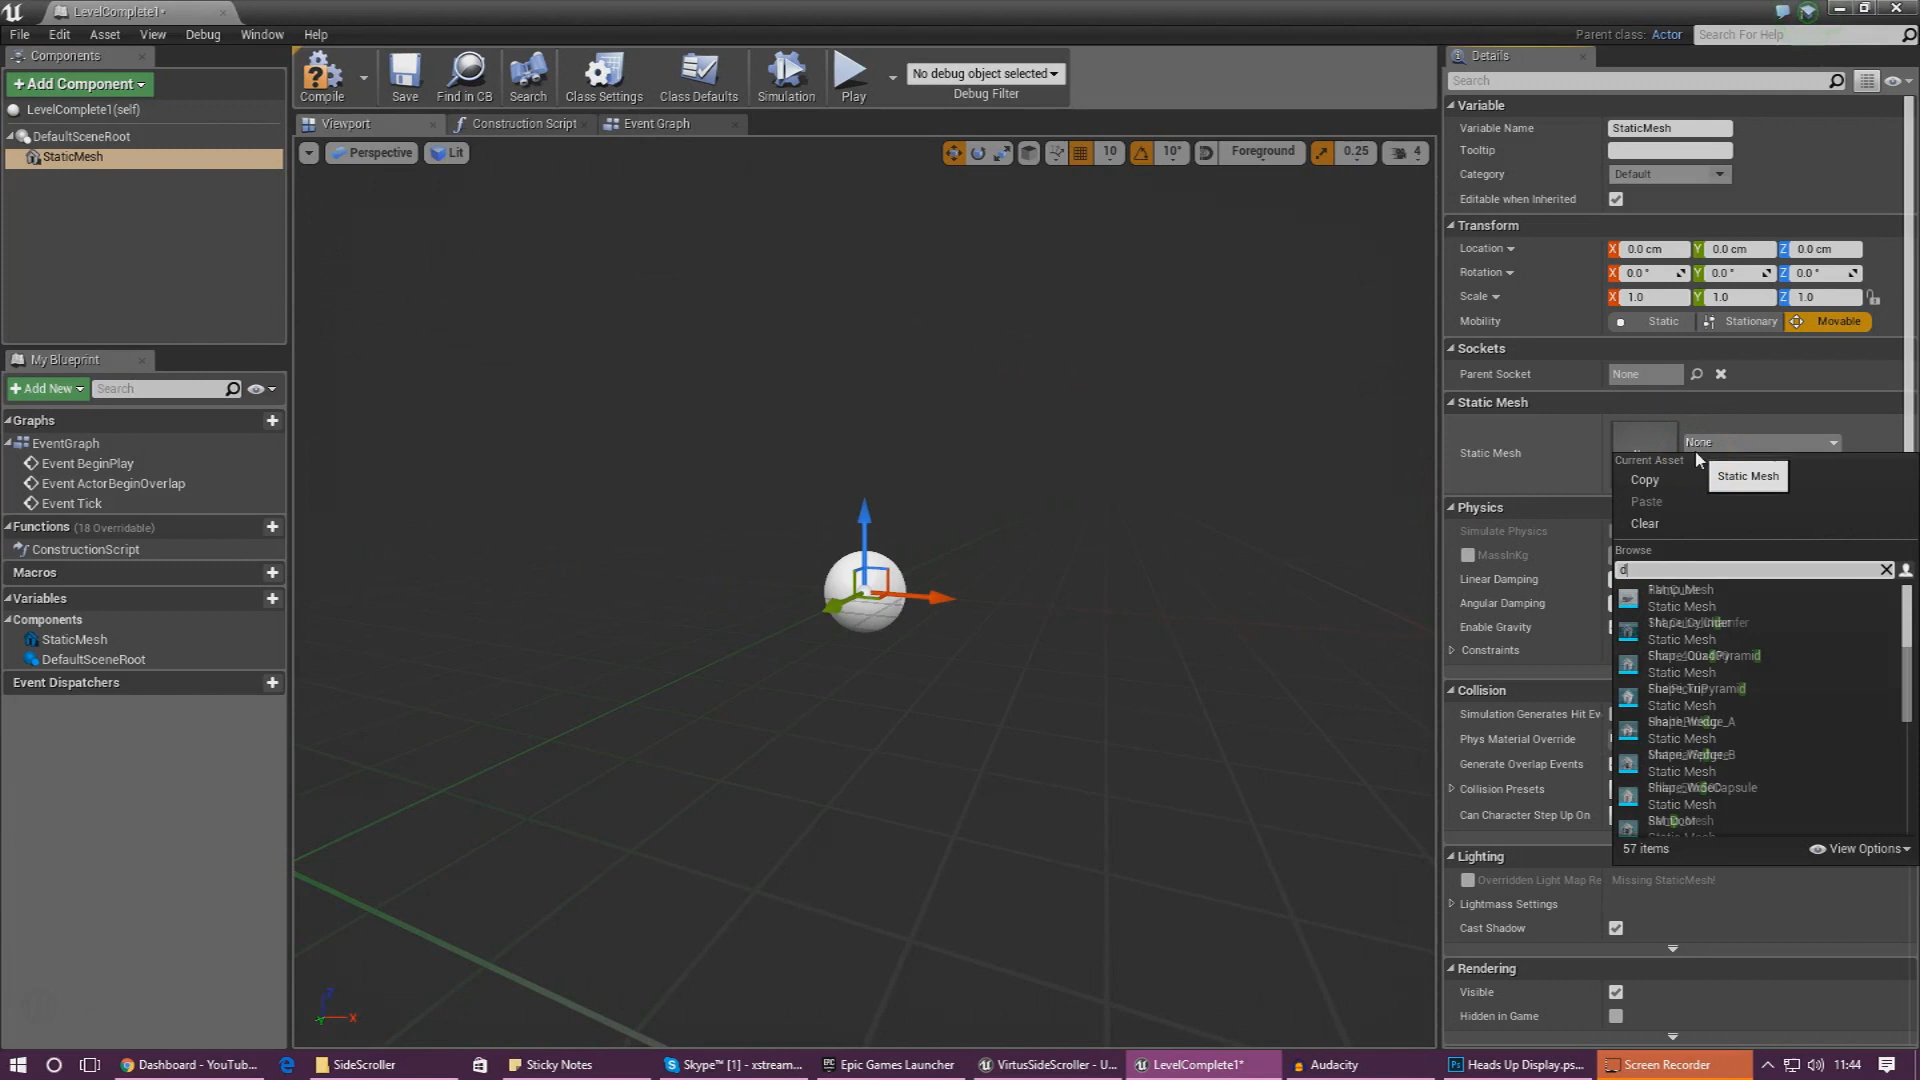 LevelComplete1*
File Edit Asset View Debug Window Help
Parent class: Actor
Search For Help
Components
+ Add Component
LevelComplete1(self)
DefaultSceneRoot
StaticMesh
Compile Save Find in CB Search Class Settings Class Defaults Simulation Play
No debug object selected
Debug Filter
Viewport Construction Script Event Graph
Perspective Lit
10 10° Foreground 0.25 4
My Blueprint
+ Add New Search
Graphs
EventGraph
Event BeginPlay
Event ActorBeginOverlap
Event Tick
Functions (18 Overridable)
ConstructionScript
Macros
Variables
Components
StaticMesh
DefaultSceneRoot
Event Dispatchers
Z
X
Details
Search
Variable
Variable Name StaticMesh
Tooltip
Category Default
Editable when Inherited
Transform
Location X 0.0 cm Y 0.0 cm Z 0.0 cm
Rotation X 0.0 ° Y 0.0 ° Z 0.0 °
Scale X 1.0 Y 1.0 Z 1.0
Mobility Static Stationary Movable
Sockets
Parent Socket None
Static Mesh
Static Mesh None
Current Asset
Static Mesh
Copy
Paste
Clear
Browse
d
Static Mesh
Static Mesh
Static Mesh
Static Mesh
Static Mesh
Static Mesh
Static Mesh
57 items View Options
Physics
Simulate Physics
MassInKg
Linear Damping
Angular Damping
Enable Gravity
Constraints
Collision
Simulation Generates Hit Ev
Phys Material Override
Generate Overlap Events
Collision Presets
Can Character Step Up On
Lighting
Overridden Light Map Re Missing StaticMesh!
Lightmass Settings
Cast Shadow
Rendering
Visible
Hidden in Game
Dashboard - YouTub...
SideScroller
Sticky Notes
Skype™ [1] - xstream...
Epic Games Launcher
VirtusSideScroller - U...
LevelComplete1*
Audacity
Heads Up Display.ps...
Screen Recorder
11:44